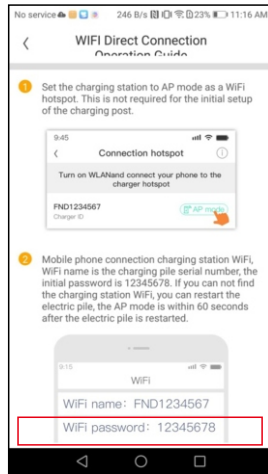 No service 246 B/s 23% 11:16 AM
WIFI Direct Connection
Operation Guide
1 Set the charging station to AP mode as a WiFi
hotspot. This is not required for the initial setup
of the charging post.
9:45
Connection hotspot
Turn on WLANand connect your phone to the
charger hotspot
FND1234567
AP mode
Charger ID
2 Mobile phone connection charging station WiFi,
WiFi name is the charging pile serial number, the
initial password is 12345678. If you can not find
the charging station WiFi, you can restart the
electric pile, the AP mode is within 60 seconds
after the electric pile is restarted.
9:15
WiFi
WiFi name: FND1234567
WiFi password: 12345678